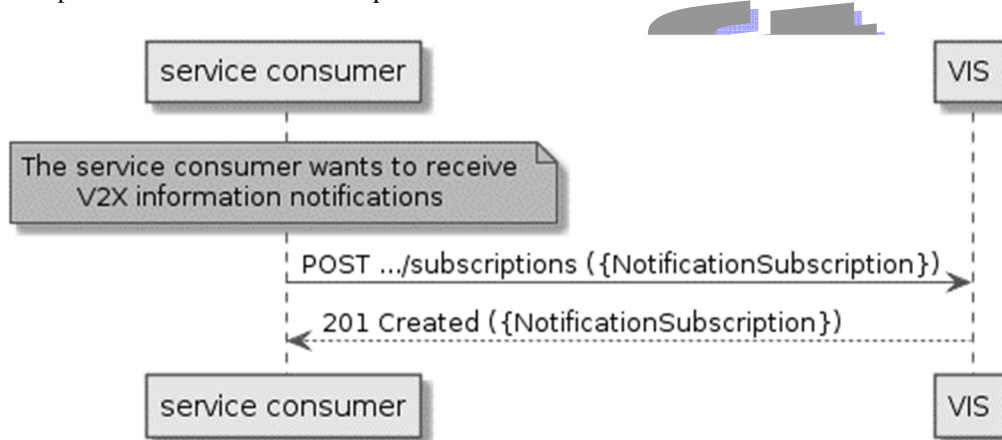 service consumer
VIS
The service consumer wants to receive
V2X information notifications
POST .../subscriptions ({NotificationSubscription})
201 Created ({NotificationSubscription})
service consumer
VIS